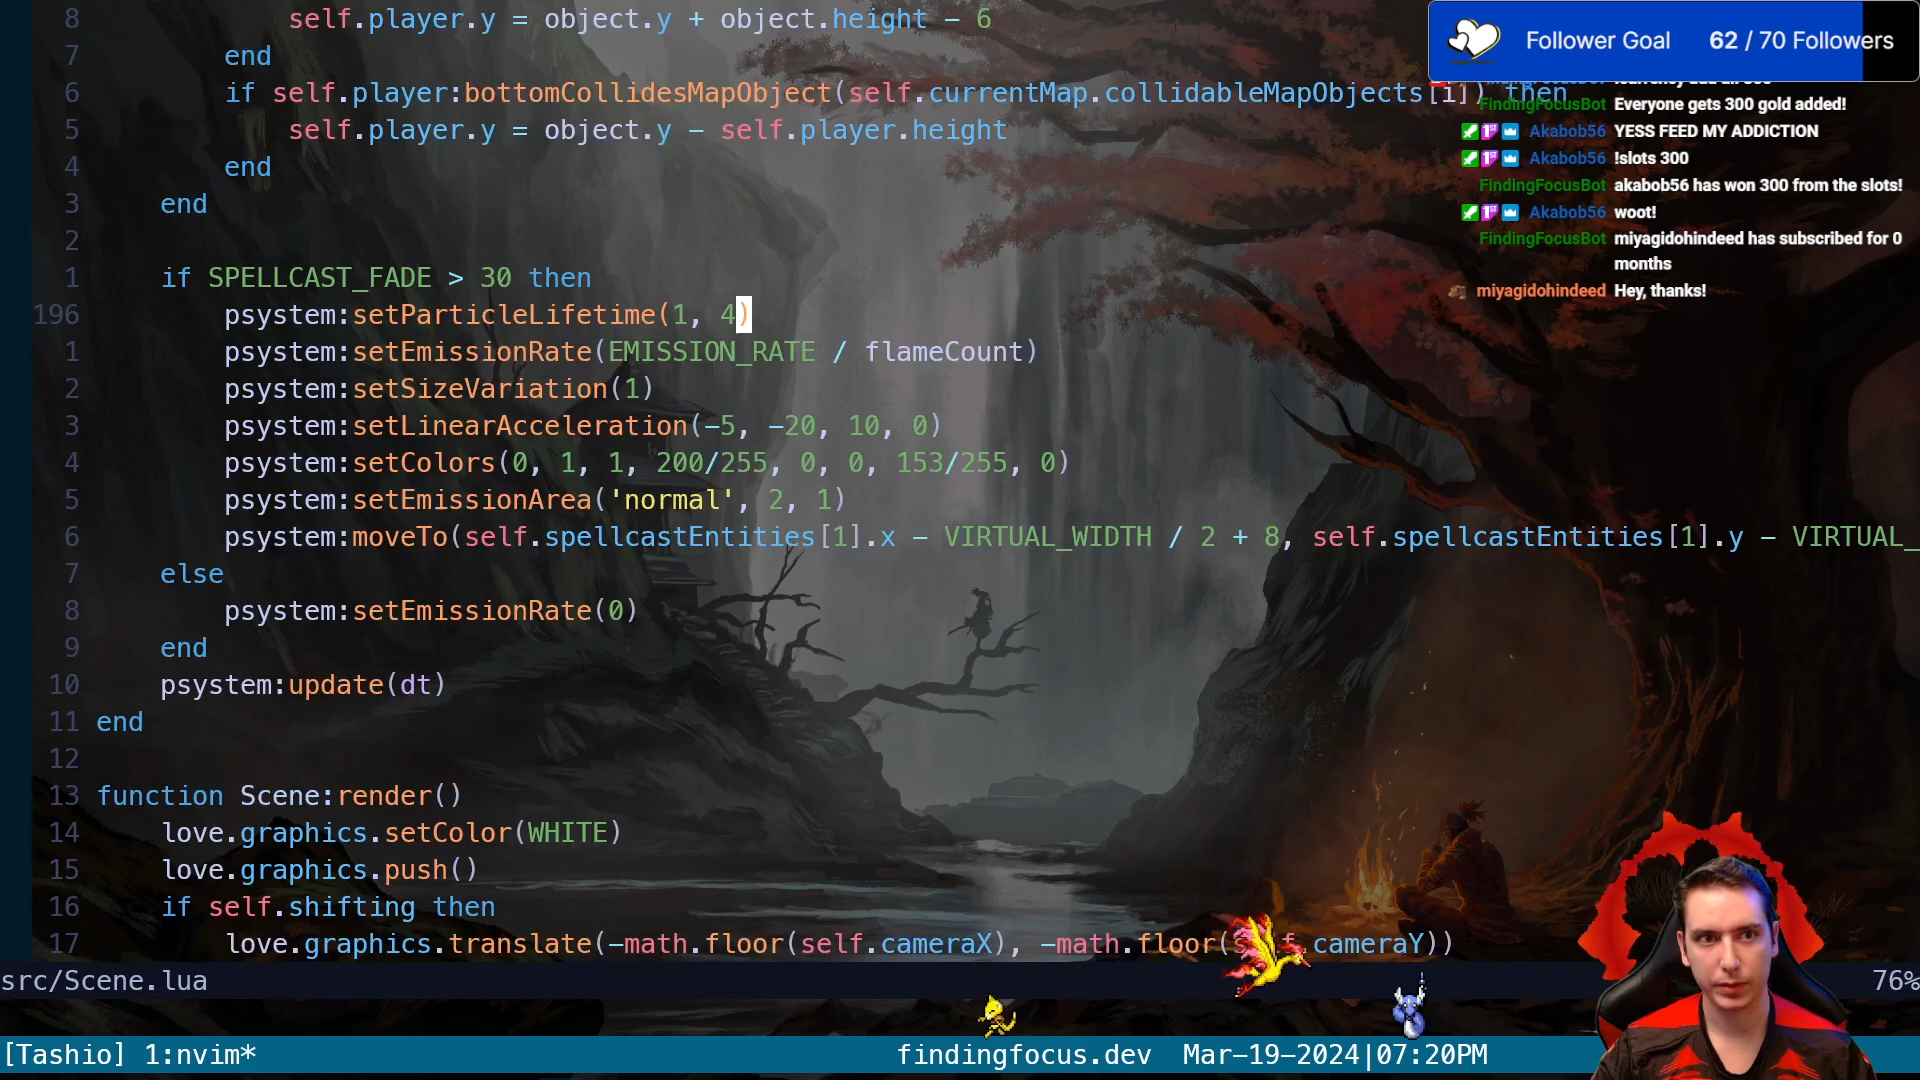 8 self.player.y = object.y + object.height - 6
7 end
6 if self.player:bottomCollidesMapObject(self.currentMap.collidableMapObjects[i]) then
5 self.player.y = object.y - self.player.height
4 end
3 end
2
1 if SPELLCAST_FADE > 30 then
196 psystem:setParticleLifetime(1, 4)
1 psystem:setEmissionRate(EMISSION_RATE / flameCount)
2 psystem:setSizeVariation(1)
3 psystem:setLinearAcceleration(-5, -20, 10, 0)
4 psystem:setColors(0, 1, 1, 200/255, 0, 0, 153/255, 0)
5 psystem:setEmissionArea('normal', 2, 1)
6 psystem:moveTo(self.spellcastEntities[1].x - VIRTUAL_WIDTH / 2 + 8, self.spellcastEntities[1].y - VIRTUAL_
7 else
8 psystem:setEmissionRate(0)
9 end
10 psystem:update(dt)
11 end
12
13 function Scene:render()
14 love.graphics.setColor(WHITE)
15 love.graphics.push()
16 if self.shifting then
17 love.graphics.translate(-math.floor(self.cameraX), -math.floor(self.cameraY))
src/Scene.lua 76%
[Tashio] 1:nvim* findingfocus.dev Mar-19-2024|07:20PM
Follower Goal 62 / 70 Followers
FindingFocusBot Everyone gets 300 gold added!
Akabob56 YESS FEED MY ADDICTION
Akabob56 !slots 300
FindingFocusBot akabob56 has won 300 from the slots!
Akabob56 woot!
FindingFocusBot miyagidohindeed has subscribed for 0
months
miyagidohindeed Hey, thanks!